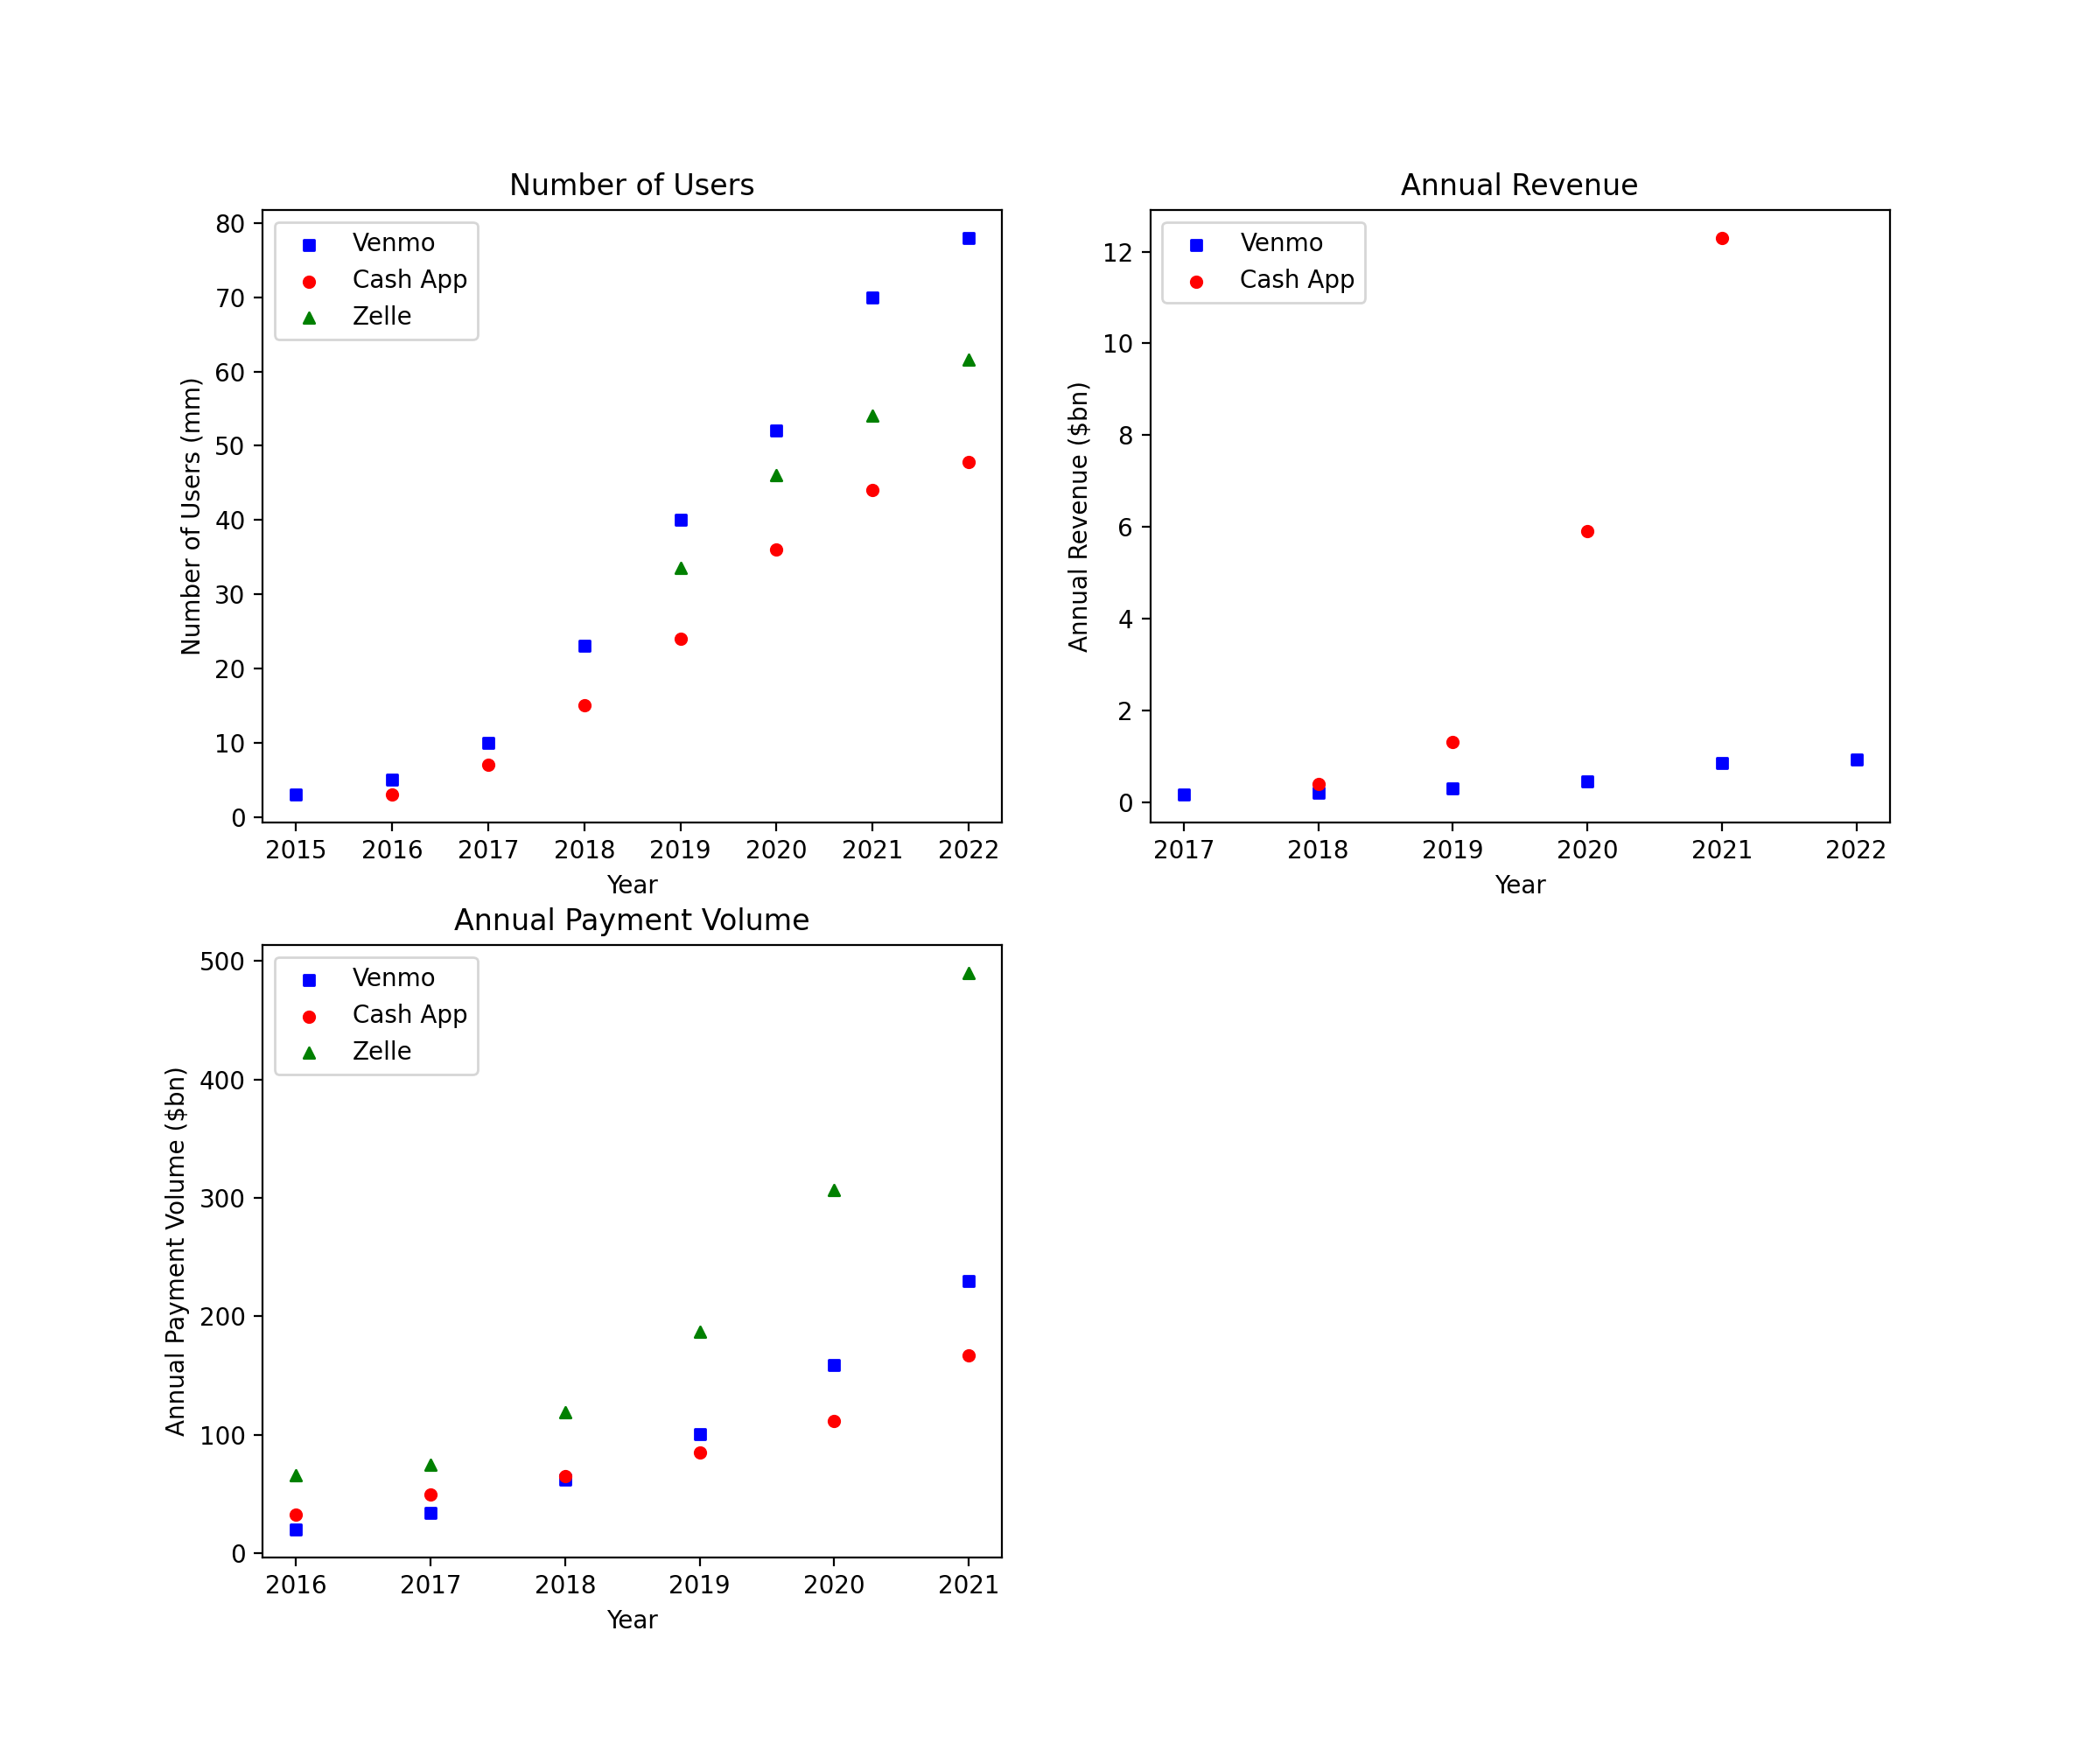 Number of Users
Number of Users (mm)
80
70
60
50
40
30
20
10
0
Venmo
Cash App
Zelle
2015 2016 2017 2018 2019 2020 2021 2022
Year
Annual Revenue
Annual Revenue ($bn)
12
10
8
6
4
2
0
Venmo
Cash App
2017 2018 2019 2020 2021 2022
Year
Annual Payment Volume
Annual Payment Volume ($bn)
500
400
300
200
100
0
Venmo
Cash App
Zelle
2016 2017 2018 2019 2020 2021
Year